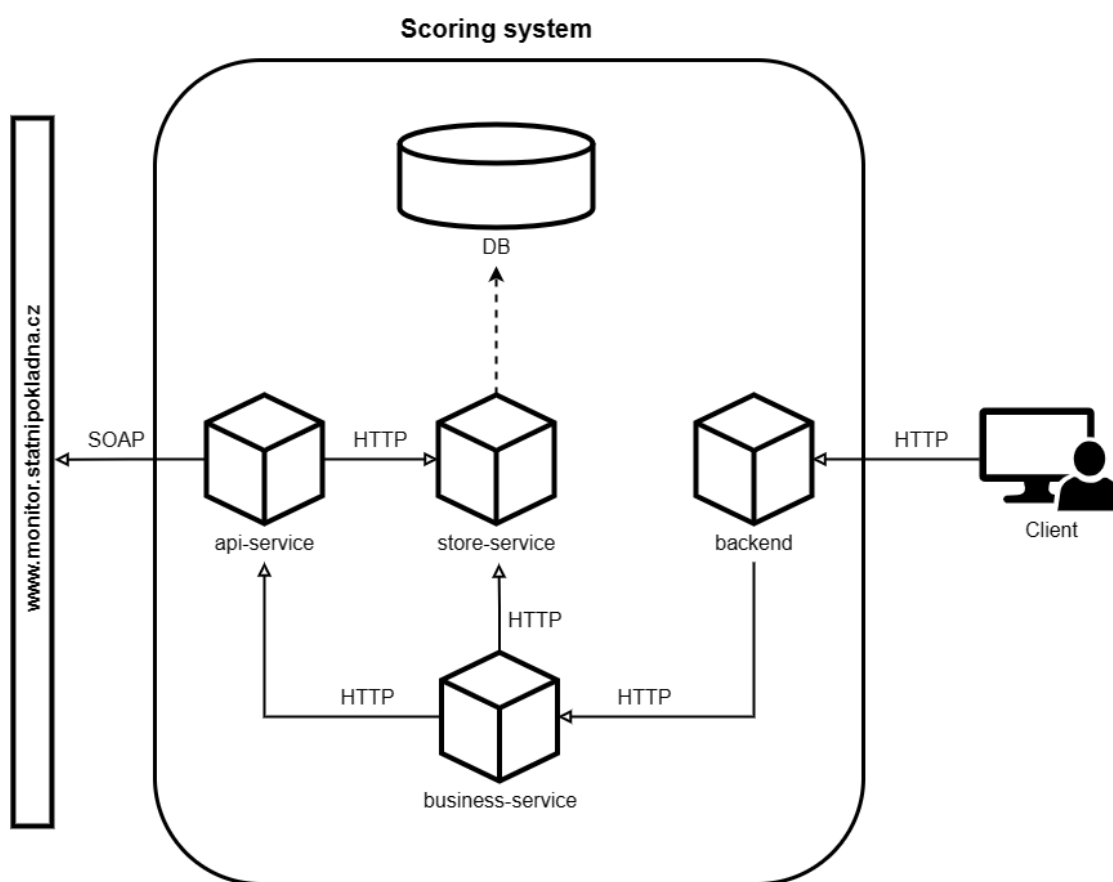 Scoring system
DB
www.monitor.statnipokladna.cz
SOAP
HTTP
HTTP
api-service
store-service
backend
Client
HTTP
HTTP
HTTP
business-service